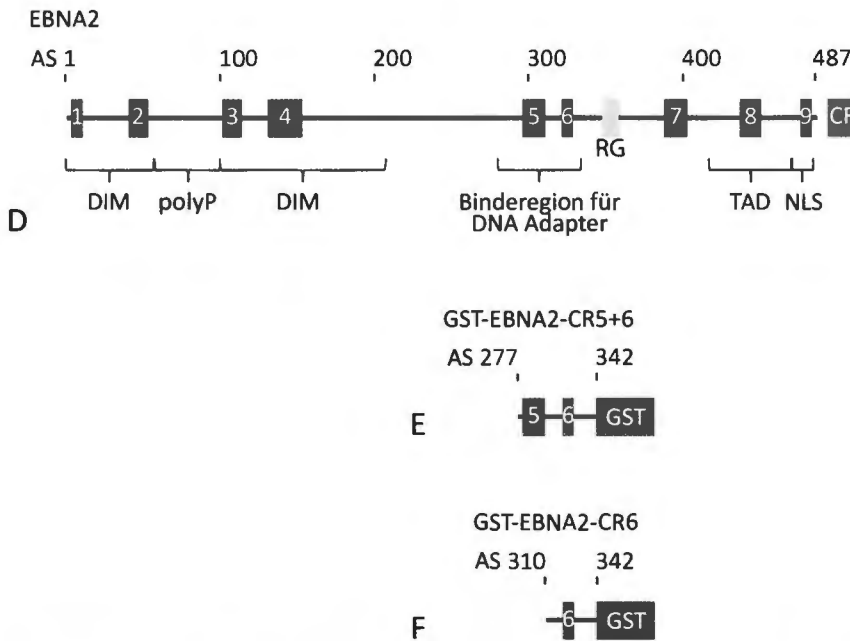 EBNA2
AS 1 100 200 300 400 487
1 2 3 4 5 6 7 8 9 CR
RG
DIM polyP DIM Binderegion für TAD NLS
DNA Adapter
D
GST-EBNA2-CR5+6
AS 277 342
5 6 GST
E
GST-EBNA2-CR6
AS 310 342
6 GST
F